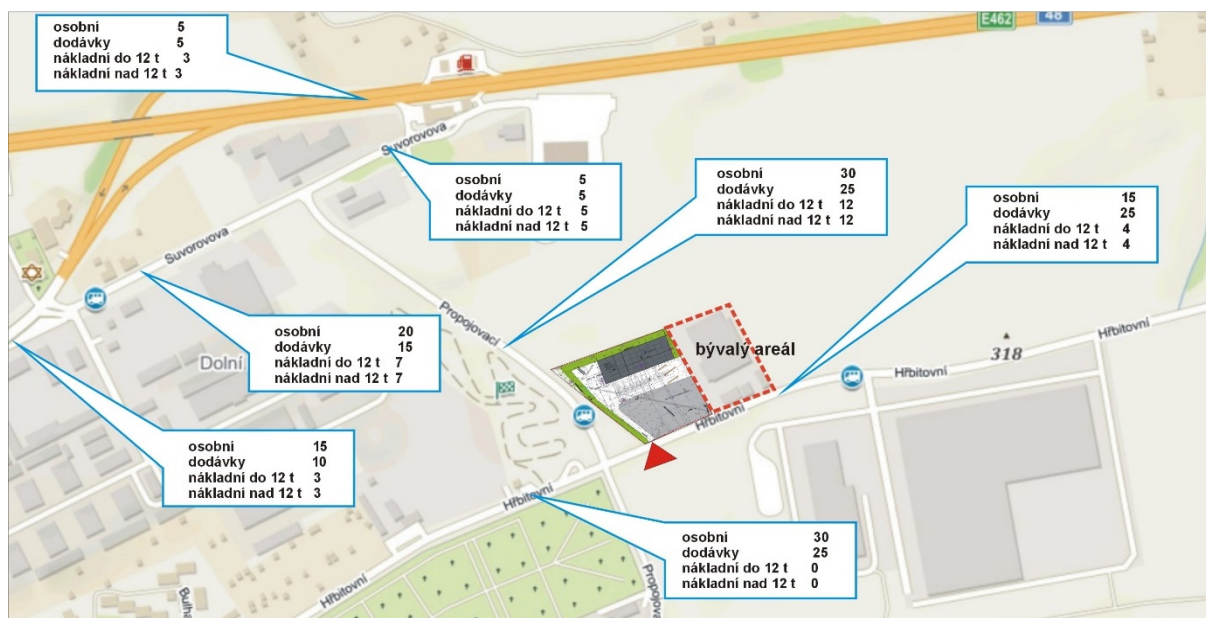 osobní 5
dodávky 5
nákladní do 12 t 3
nákladní nad 12 t 3
E462
48
Suvorovova
osobní 5
dodávky 5
nákladní do 12 t 5
nákladní nad 12 t 5
osobní 30
dodávky 25
nákladní do 12 t 12
nákladní nad 12 t 12
osobní 15
dodávky 25
nákladní do 12 t 4
nákladní nad 12 t 4
Suvorovova
Propojovací
osobní 20
dodávky 15
nákladní do 12 t 7
nákladní nad 12 t 7
Dolní
bývalý areál
318
Hřbitovní
Hřbitovní
Hřbitovní
osobní 15
dodávky 10
nákladní do 12 t 3
nákladní nad 12 t 3
Hřbitovní
osobní 30
dodávky 25
nákladní do 12 t 0
nákladní nad 12 t 0
Hřbitovní
Bulha
Propojova